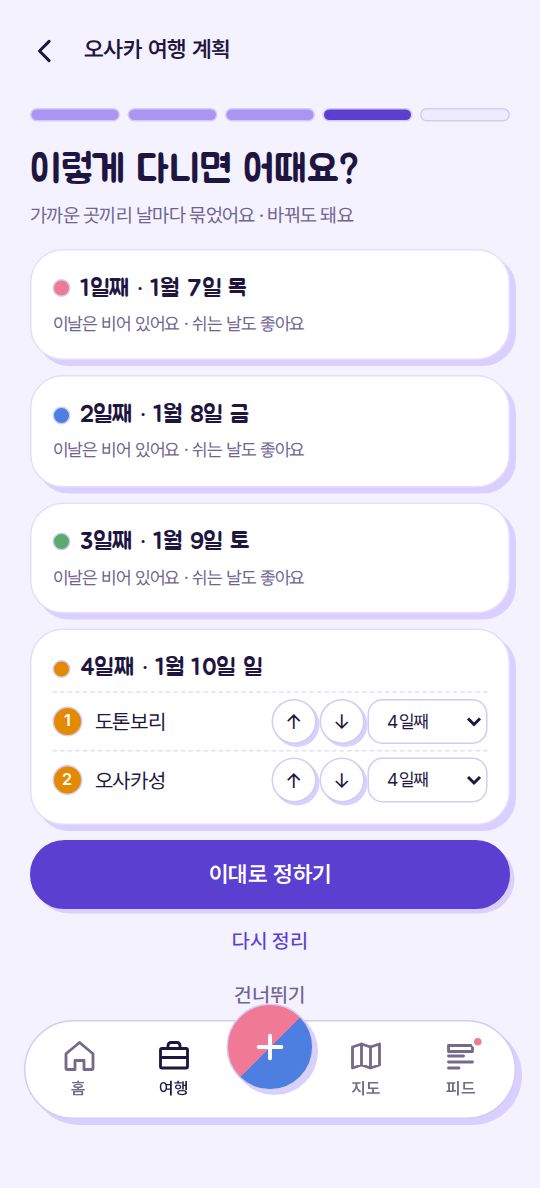 오사카 여행 계획
이렇게 다니면 어때요?
가까운 곳끼리 날마다 묶었어요 · 바꿔도 돼요
1일째 · 1월 7일 목
이날은 비어 있어요 · 쉬는 날도 좋아요
2일째 · 1월 8일 금
이날은 비어 있어요 · 쉬는 날도 좋아요
3일째 · 1월 9일 토
이날은 비어 있어요 · 쉬는 날도 좋아요
4일째 · 1월 10일 일
1 도톤보리 ↑ ↓ 4일째
2 오사카성 ↑ ↓ 4일째
이대로 정하기
다시 정리
건너뛰기
홈 여행 지도 피드